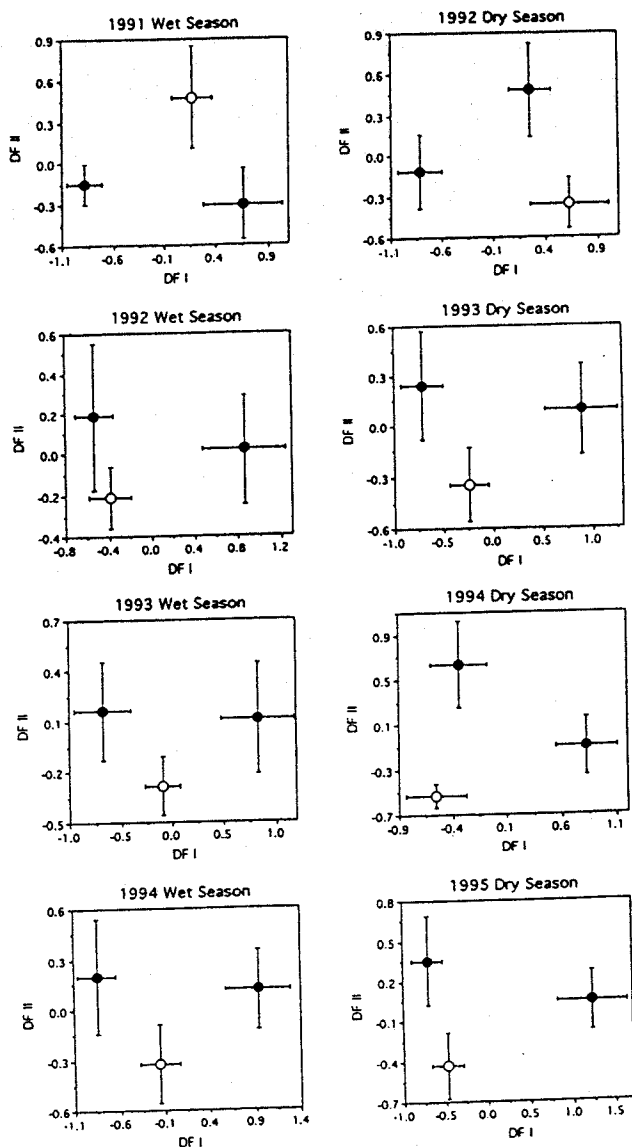 1991 Wet Season
0.9
0.6
0.3
0.0
-0.3
-0.6
DF II
-1.1 -0.6 -0.1 0.4 0.9
DF I
1992 Dry Season
0.9
0.6
0.3
0.0
-0.3
-0.6
DF II
-1.1 -0.6 -0.1 0.4 0.9
DF I
1992 Wet Season
0.6
0.4
0.2
0.0
-0.2
-0.4
DF II
-0.8 -0.4 0.0 0.4 0.8 1.2
DF I
1993 Dry Season
0.6
0.3
0.0
-0.3
-0.6
DF II
-1.0 -0.5 0.0 0.5 1.0
DF I
1993 Wet Season
0.7
0.4
0.1
-0.2
-0.5
DF II
-1.0 -0.5 0.0 0.5 1.0
DF I
1994 Dry Season
0.9
0.5
0.1
-0.3
-0.7
DF II
-0.9 -0.4 0.1 0.6 1.1
DF I
1994 Wet Season
0.6
0.3
0.0
-0.3
-0.6
DF II
-1.1 -0.6 -0.1 0.4 0.9 1.4
DF I
1995 Dry Season
0.8
0.5
0.2
-0.1
-0.4
-0.7
DF II
-1.0 -0.5 0.0 0.5 1.0 1.5
DF I